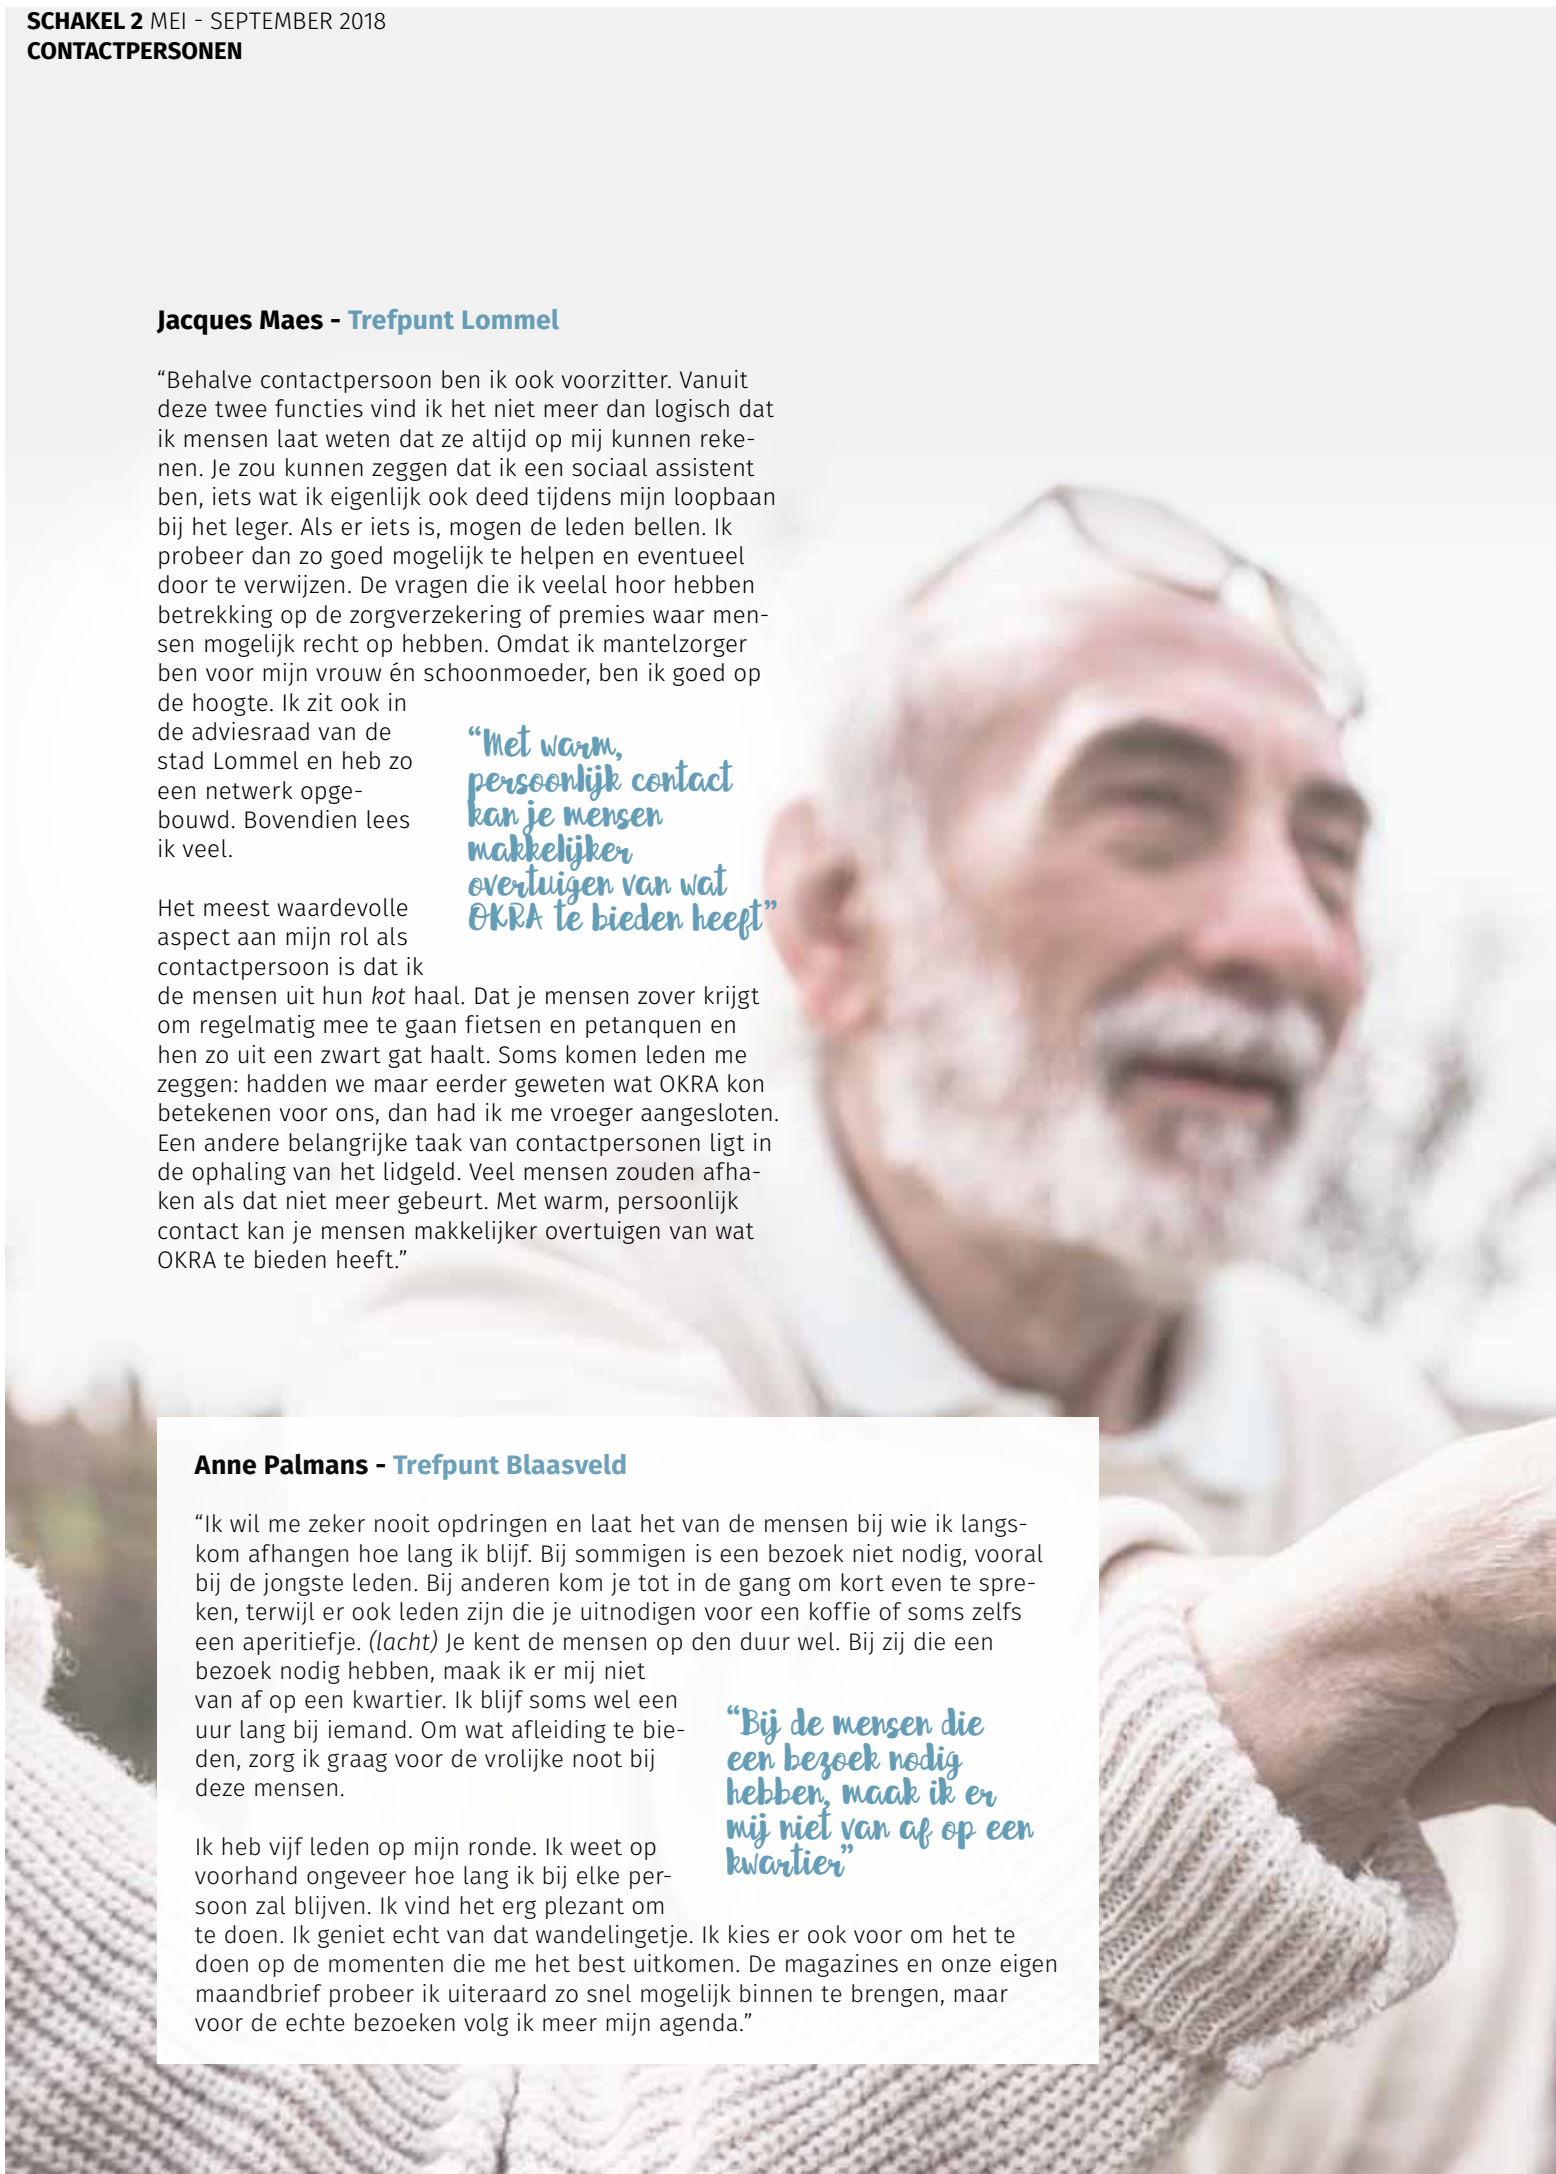 SCHAKEL 2 MEI - SEPTEMBER 2018
CONTACTPERSONEN
Jacques Maes - Trefpunt Lommel
“Behalve contactpersoon ben ik ook voorzitter. Vanuit
deze twee functies vind ik het niet meer dan logisch dat
ik mensen laat weten dat ze altijd op mij kunnen reke-
nen. Je zou kunnen zeggen dat ik een sociaal assistent
ben, iets wat ik eigenlijk ook deed tijdens mijn loopbaan
bij het leger. Als er iets is, mogen de leden bellen. Ik
probeer dan zo goed mogelijk te helpen en eventueel
door te verwijzen. De vragen die ik veelal hoor hebben
betrekking op de zorgverzekering of premies waar men-
sen mogelijk recht op hebben. Omdat ik mantelzorger
ben voor mijn vrouw én schoonmoeder, ben ik goed op
de hoogte. Ik zit ook in
de adviesraad van de
stad Lommel en heb zo
een netwerk opge-
bouwd. Bovendien lees
ik veel.
“Met warm,
persoonlijk contact
kan je mensen
makkelijker
overtuigen van wat
OKRA te bieden heeft”
Het meest waardevolle
aspect aan mijn rol als
contactpersoon is dat ik
de mensen uit hun kot haal. Dat je mensen zover krijgt
om regelmatig mee te gaan fietsen en petanquen en
hen zo uit een zwart gat haalt. Soms komen leden me
zeggen: hadden we maar eerder geweten wat OKRA kon
betekenen voor ons, dan had ik me vroeger aangesloten.
Een andere belangrijke taak van contactpersonen ligt in
de ophaling van het lidgeld. Veel mensen zouden afha-
ken als dat niet meer gebeurt. Met warm, persoonlijk
contact kan je mensen makkelijker overtuigen van wat
OKRA te bieden heeft.”
Anne Palmans - Trefpunt Blaasveld
“Ik wil me zeker nooit opdringen en laat het van de mensen bij wie ik langs-
kom afhangen hoe lang ik blijf. Bij sommigen is een bezoek niet nodig, vooral
bij de jongste leden. Bij anderen kom je tot in de gang om kort even te spre-
ken, terwijl er ook leden zijn die je uitnodigen voor een koffie of soms zelfs
een aperitiefje. (lacht) Je kent de mensen op den duur wel. Bij zij die een
bezoek nodig hebben, maak ik er mij niet
van af op een kwartier. Ik blijf soms wel een
uur lang bij iemand. Om wat afleiding te bie-
den, zorg ik graag voor de vrolijke noot bij
deze mensen.
“Bij de mensen die
een bezoek nodig
hebben, maak ik er
mij niet van af op een
kwartier”
Ik heb vijf leden op mijn ronde. Ik weet op
voorhand ongeveer hoe lang ik bij elke per-
soon zal blijven. Ik vind het erg plezant om
te doen. Ik geniet echt van dat wandelingetje. Ik kies er ook voor om het te
doen op de momenten die me het best uitkomen. De magazines en onze eigen
maandbrief probeer ik uiteraard zo snel mogelijk binnen te brengen, maar
voor de echte bezoeken volg ik meer mijn agenda.”